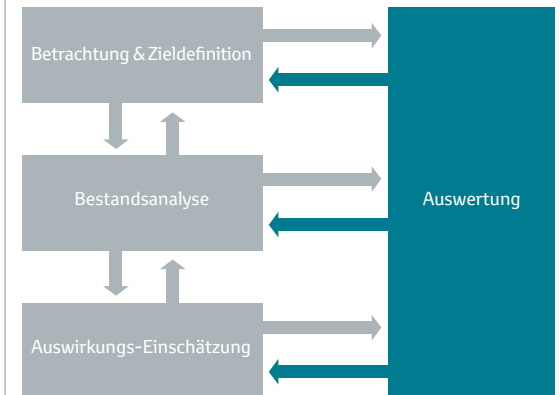 Betrachtung & Zieldefinition
Bestandsanalyse
Auswertung
Auswirkungs-Einschätzung